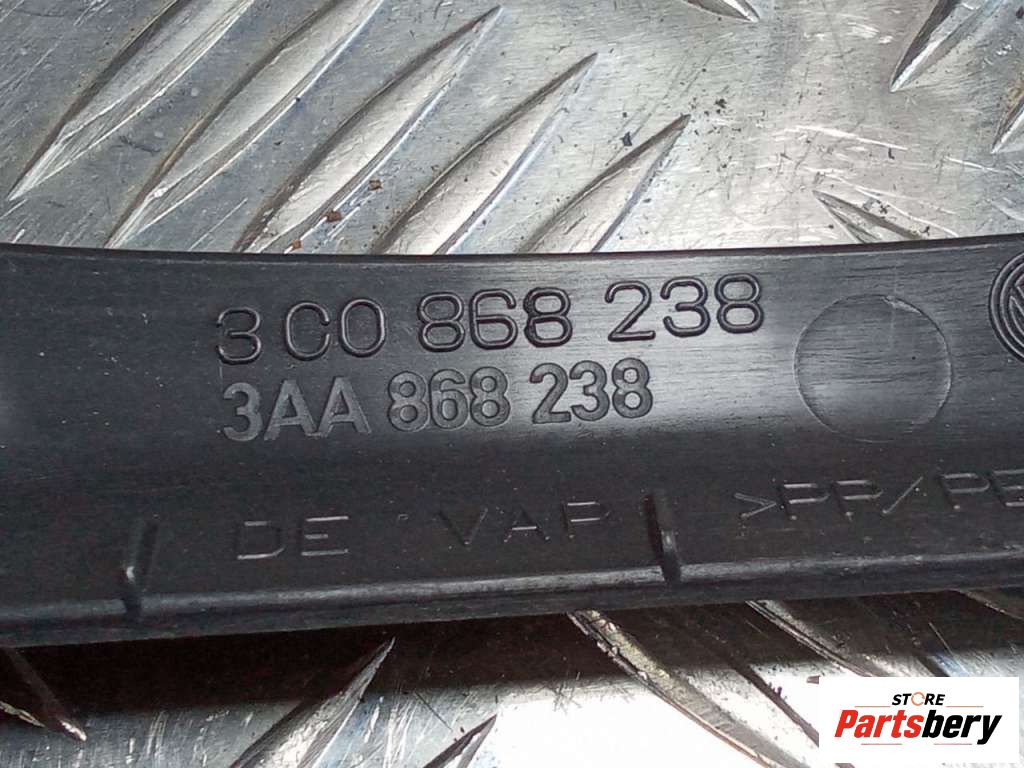 3C0 868 238
3AA 868 238
DE VAP >PP/PE
STORE
Partsbery